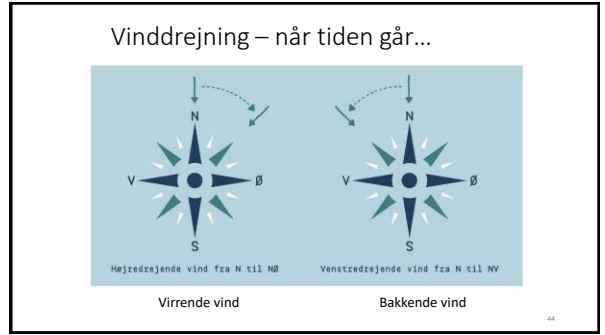 Vinddrejning – når tiden går…
N
V
Ø
S
Højredrejende vind fra N til NØ
N
V
Ø
S
Venstredrejende vind fra N til NV
Virrende vind
Bakkende vind
44